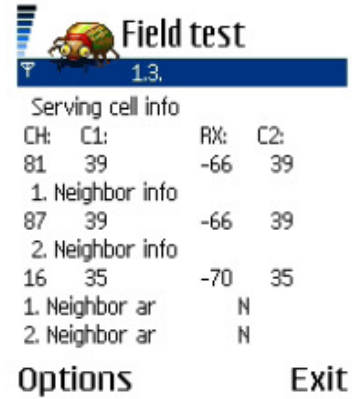 Field test
1.3.
Serving cell info
CH: C1: RX: C2:
81 39 -66 39
1. Neighbor info
87 39 -66 39
2. Neighbor info
16 35 -70 35
1. Neighbor ar N
2. Neighbor ar N
Options Exit